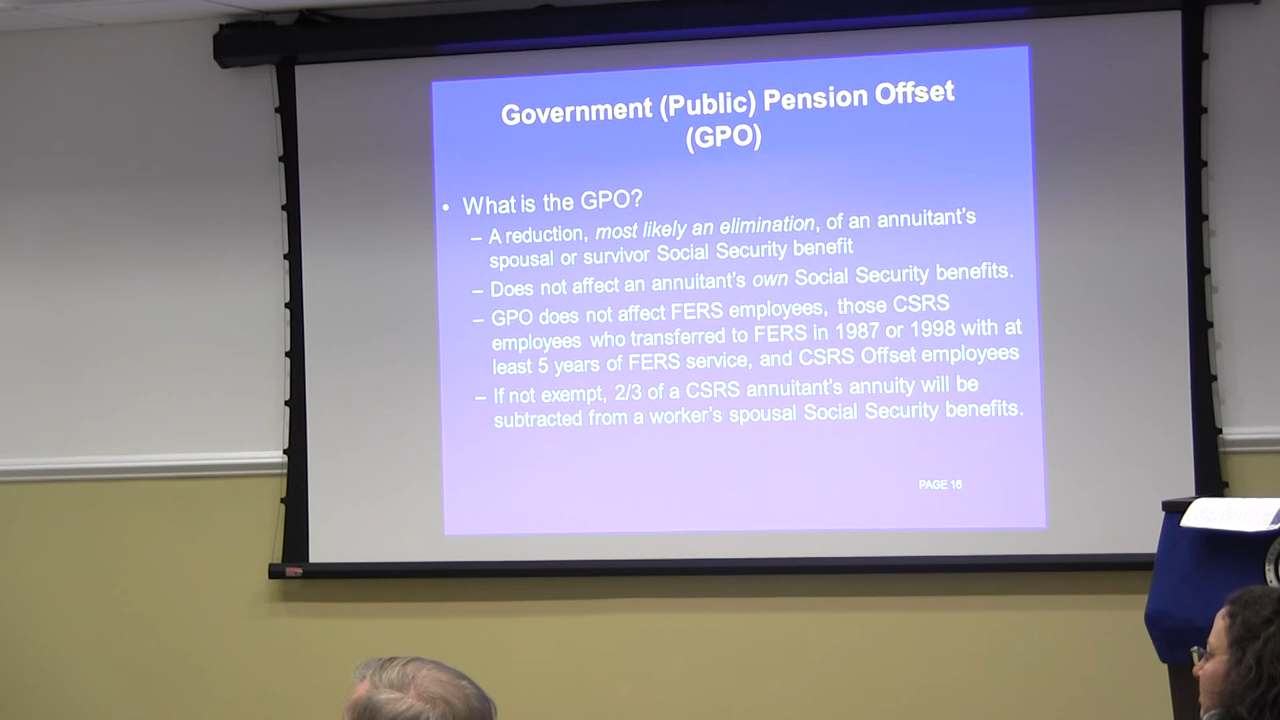 Government (Public) Pension Offset
(GPO)
• What is the GPO?
– A reduction, most likely an elimination, of an annuitant's
spousal or survivor Social Security benefit
– Does not affect an annuitant's own Social Security benefits.
– GPO does not affect FERS employees, those CSRS
employees who transferred to FERS in 1987 or 1998 with at
least 5 years of FERS service, and CSRS Offset employees
– If not exempt, 2/3 of a CSRS annuitant's annuity will be
subtracted from a worker's spousal Social Security benefits.
PAGE 16